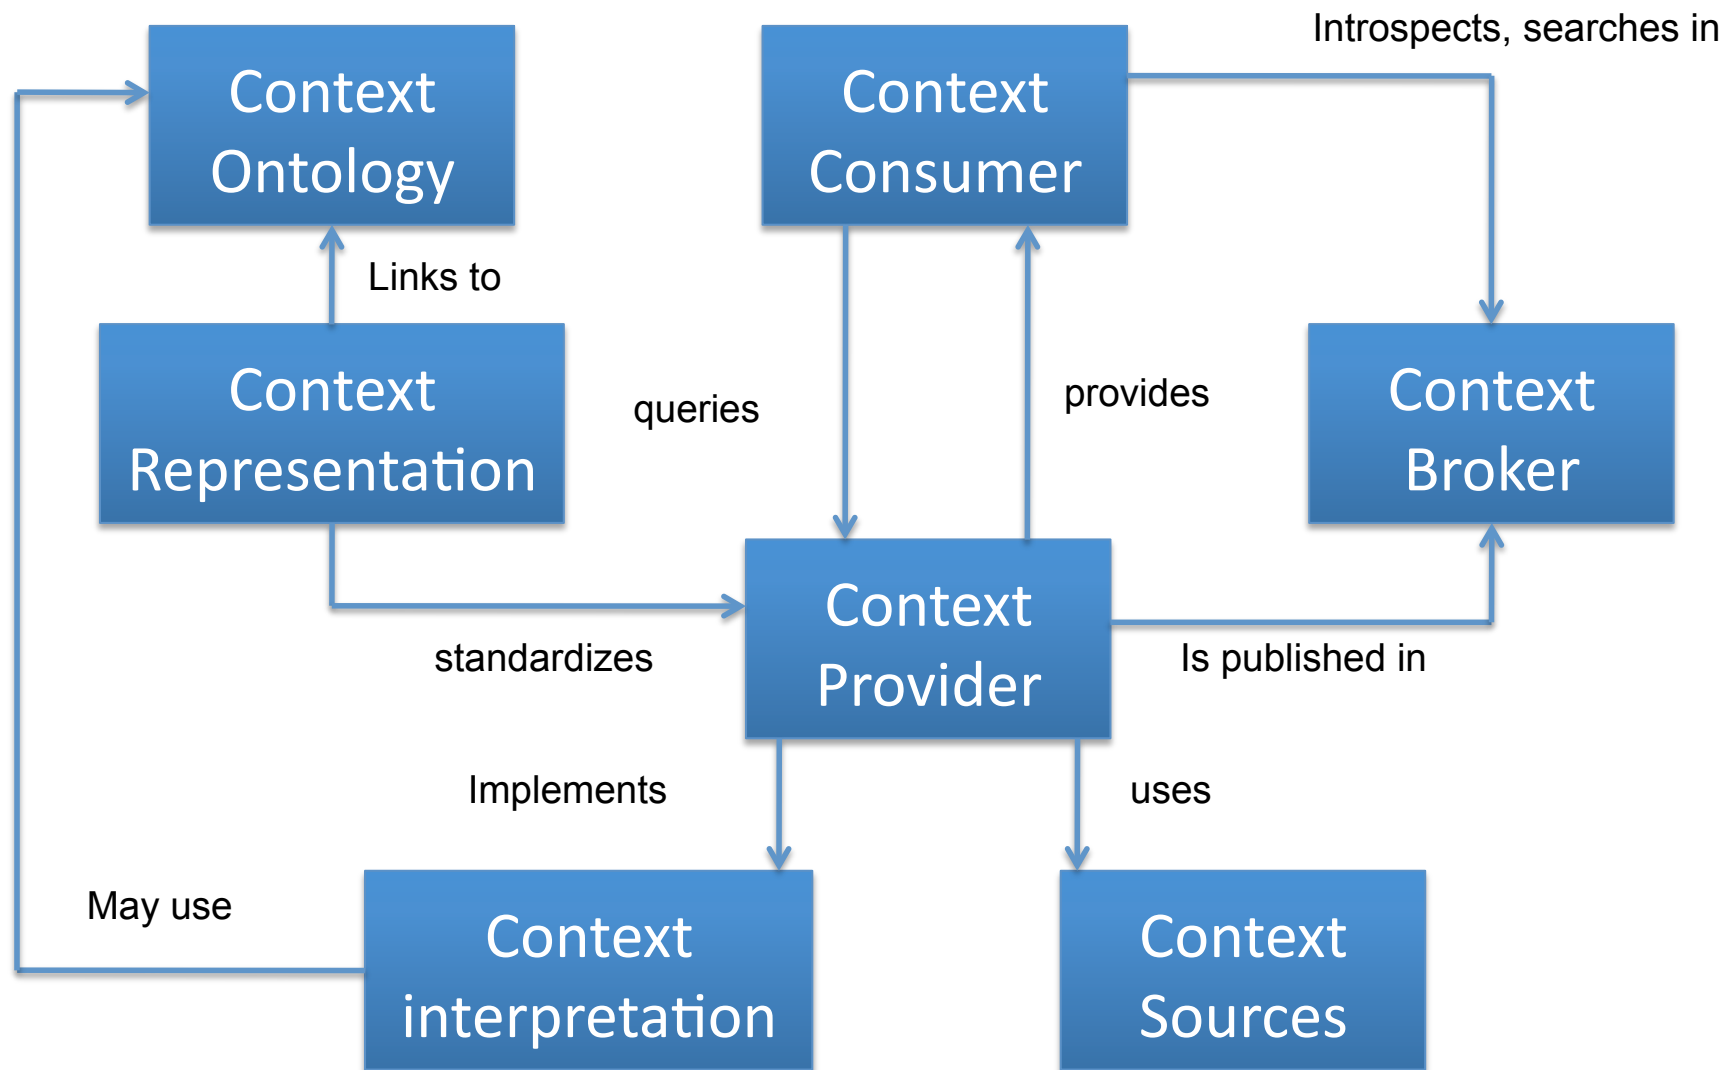 Introspects, searches in
Context
Ontology
Context
Consumer
Links to
Context
Representation
queries
provides
Context
Broker
Context
Provider
standardizes
Is published in
Implements
uses
May use
Context
interpretation
Context
Sources